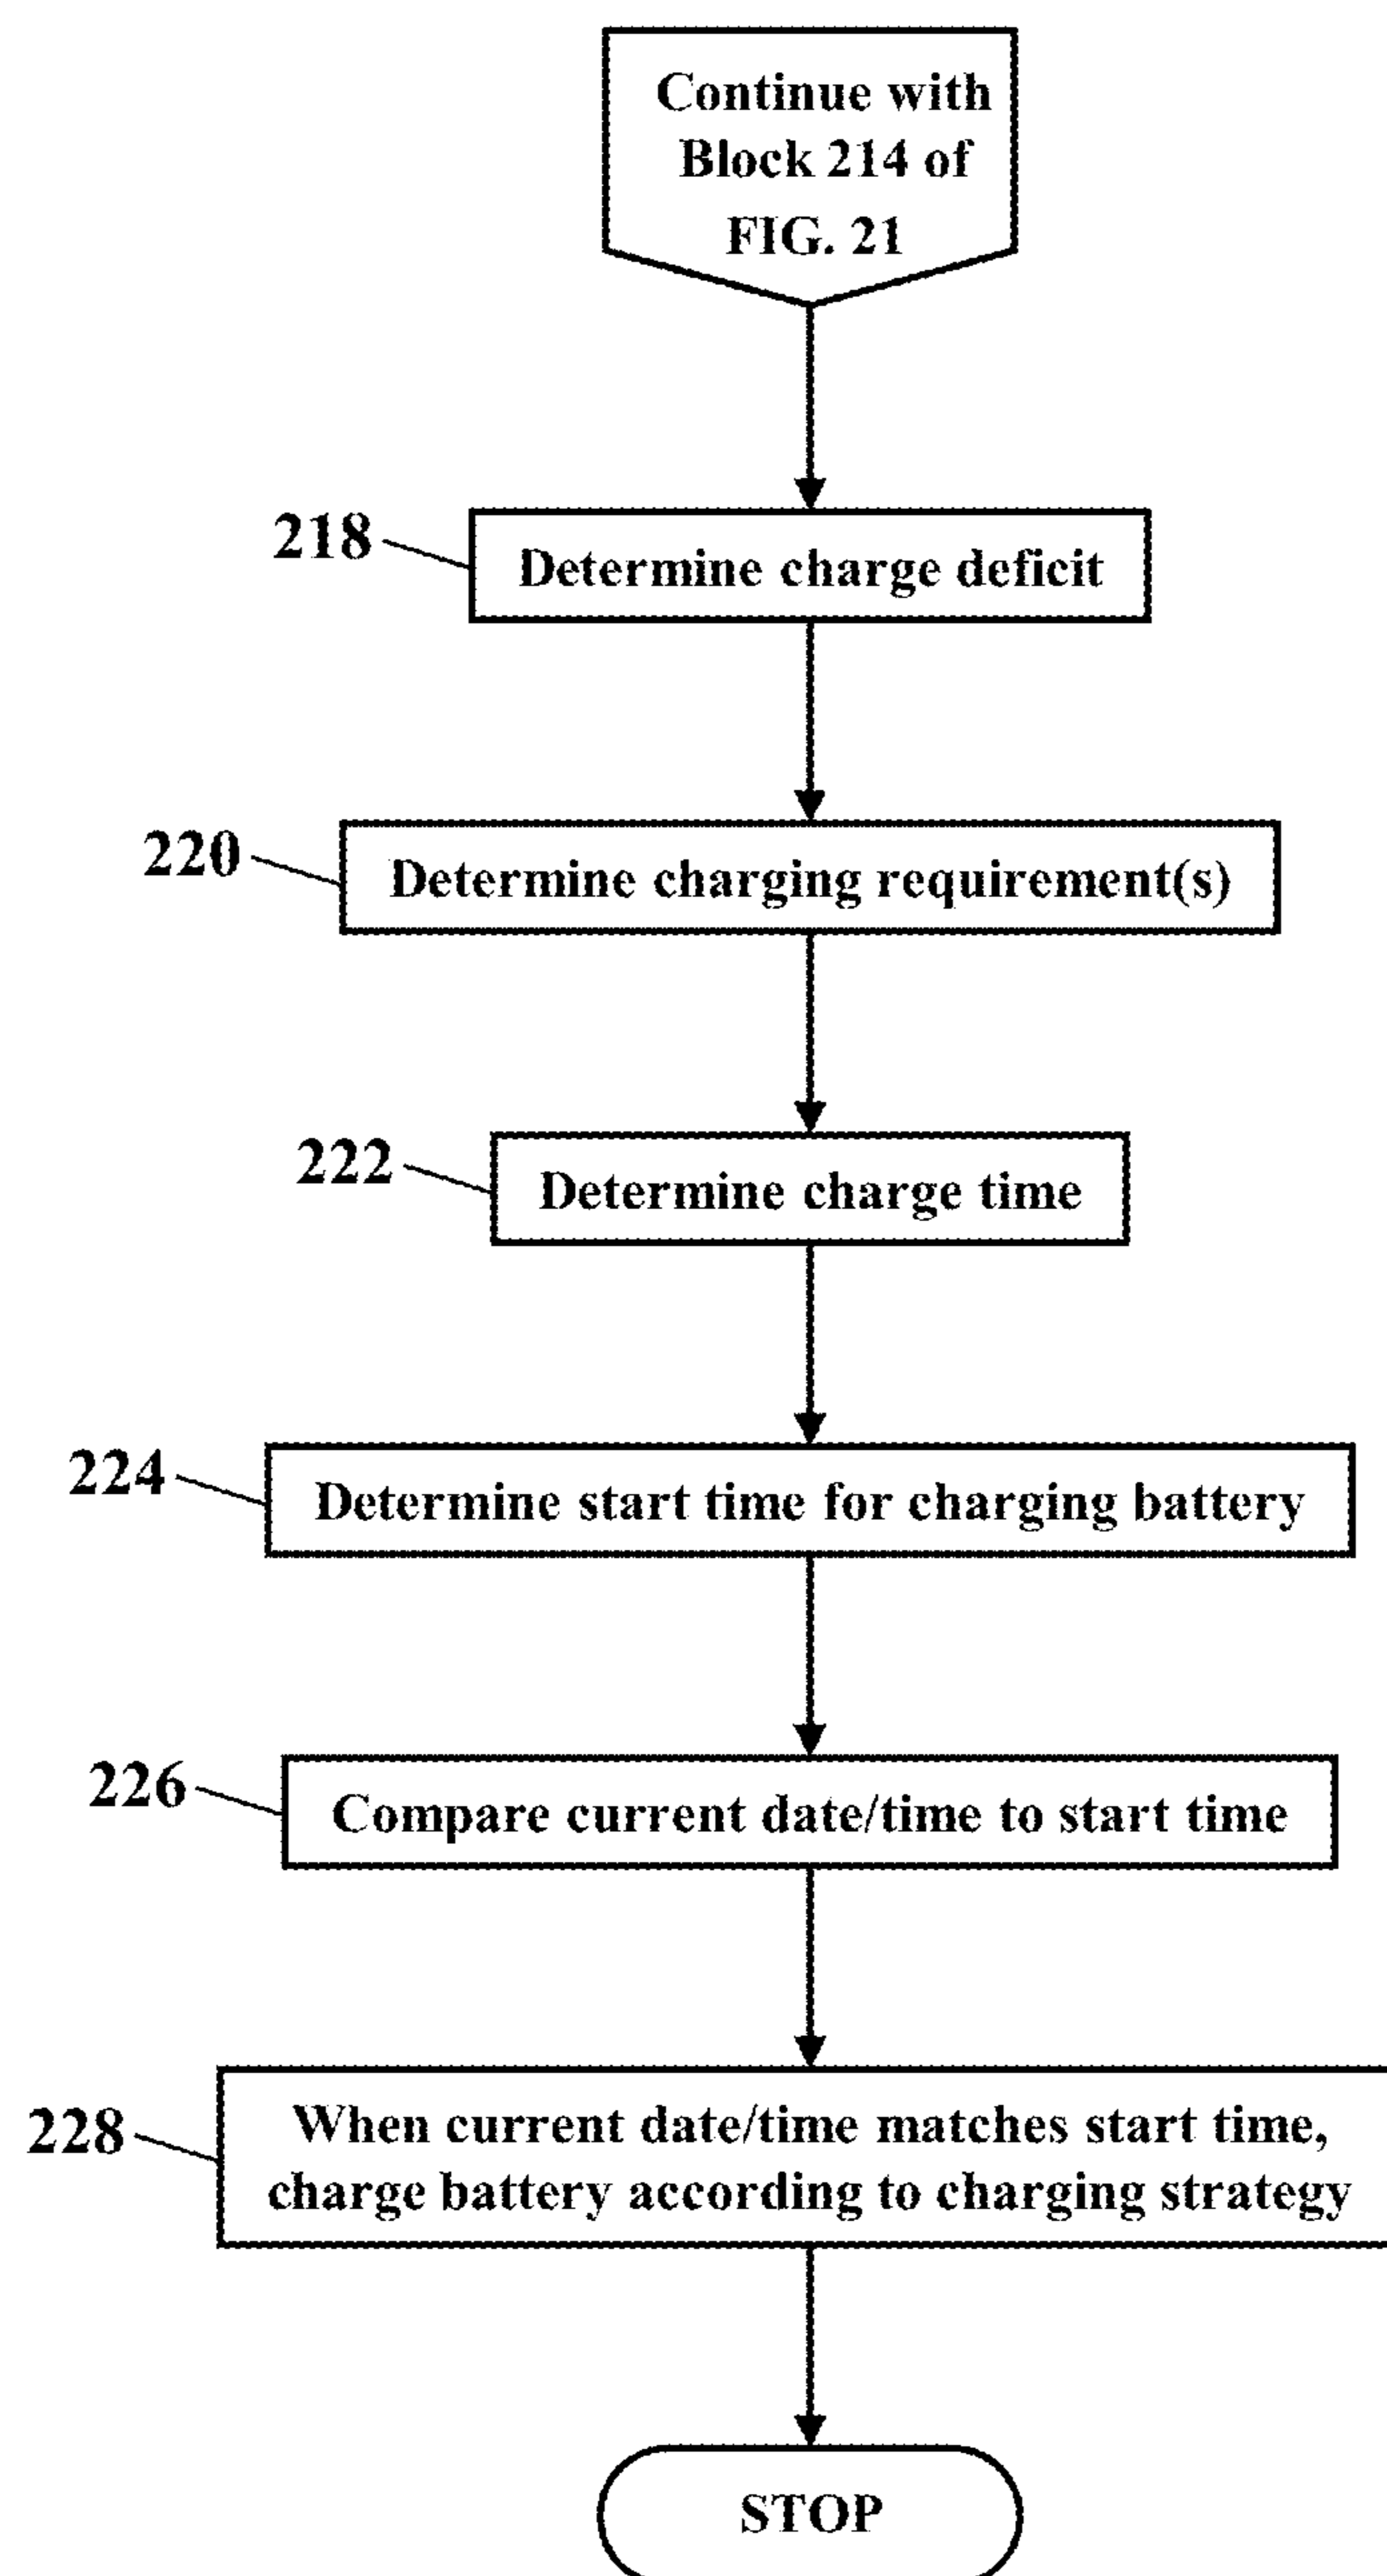 Continue with
Block 214 of
FIG. 21
218
Determine charge deficit
220
Determine charging requirement(s)
222
Determine charge time
224
Determine start time for charging battery
226
Compare current date/time to start time
228
When current date/time matches start time,
charge battery according to charging strategy
STOP